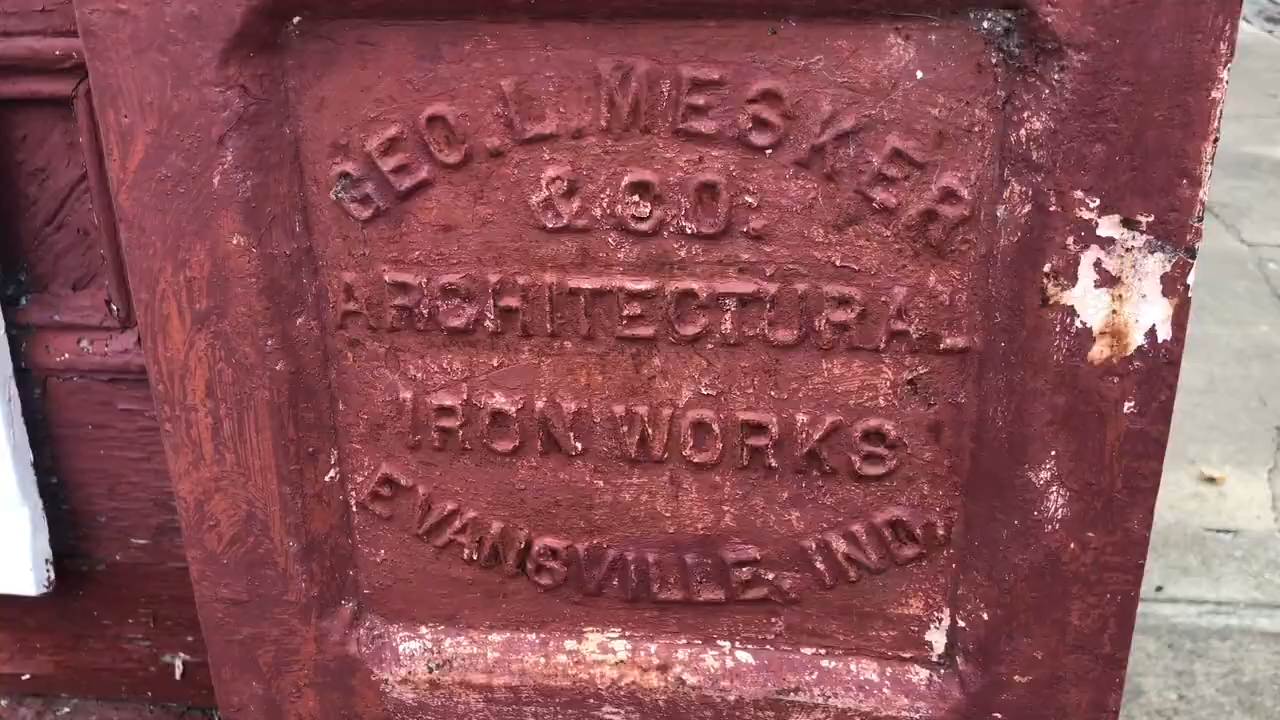 GEO. L. MESKER
& CO.
ARCHITECTURAL
IRON WORKS
EVANSVILLE, IND.